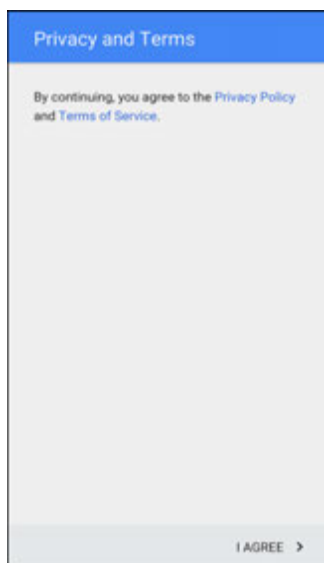 Privacy and Terms
By continuing, you agree to the Privacy Policy
and Terms of Service.
I AGREE >